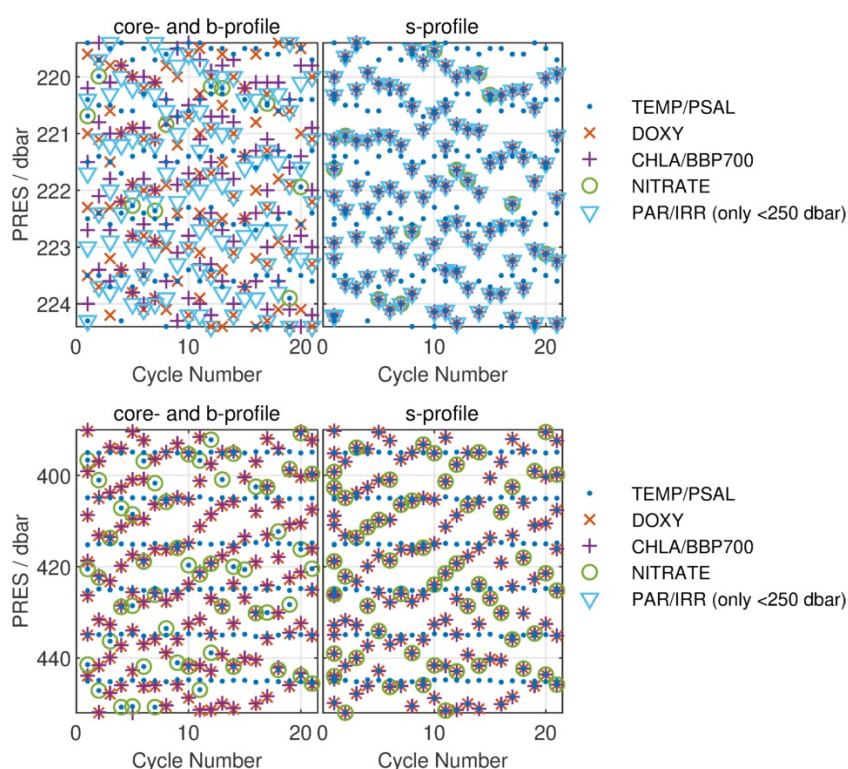 core- and b-profile
s-profile
PRES / dbar
220
221
222
223
224
0
10
20
0
10
20
Cycle Number
Cycle Number
TEMP/PSAL
DOXY
CHLA/BBP700
NITRATE
PAR/IRR (only <250 dbar)
core- and b-profile
s-profile
PRES / dbar
400
420
440
0
10
20
0
10
20
Cycle Number
Cycle Number
TEMP/PSAL
DOXY
CHLA/BBP700
NITRATE
PAR/IRR (only <250 dbar)